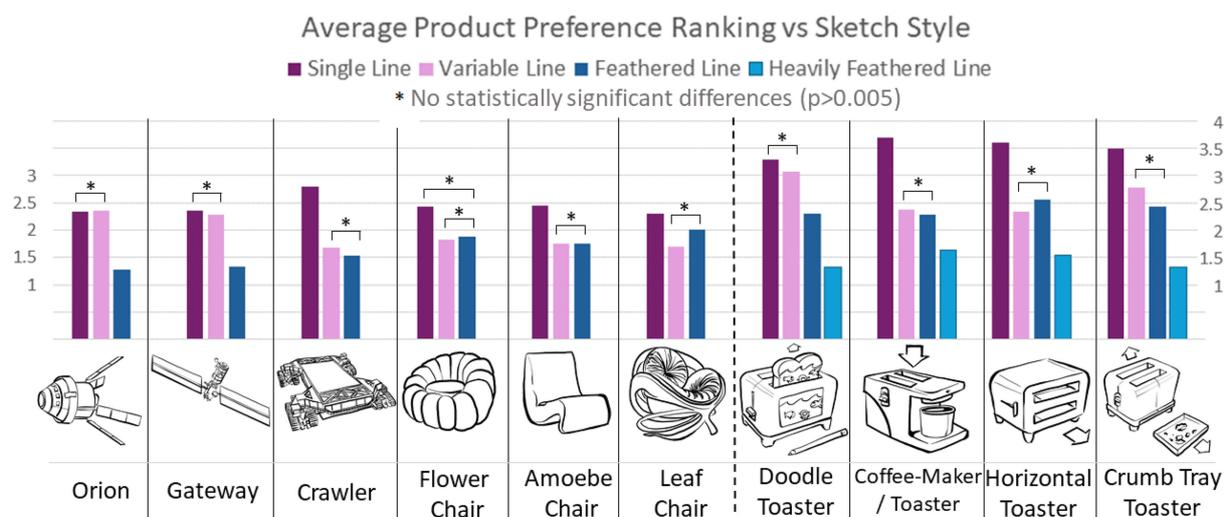 Average Product Preference Ranking vs Sketch Style
Single Line Variable Line Feathered Line Heavily Feathered Line
* No statistically significant differences (p>0.005)
4
3.5
3 3
2.5 2.5
2 2
1.5 1.5
1 1
* * * * * * * * * * *
Orion Gateway Crawler Flower Chair Amoebe Chair Leaf Chair Doodle Toaster Coffee-Maker / Toaster Horizontal Toaster Crumb Tray Toaster